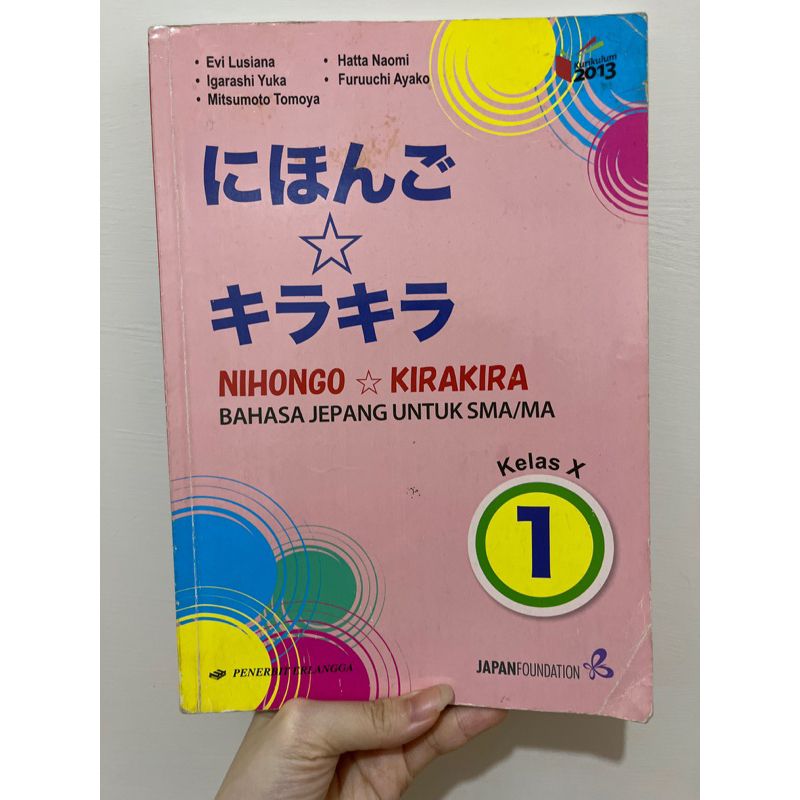 • Evi Lusiana • Hatta Naomi
• Igarashi Yuka • Furuuchi Ayako
• Mitsumoto Tomoya
Kurikulum
2013
にほんご
☆
キラキラ
NIHONGO ☆ KIRAKIRA
BAHASA JEPANG UNTUK SMA/MA
Kelas X
1
PENERBIT ERLANGGA
JAPANFOUNDATION